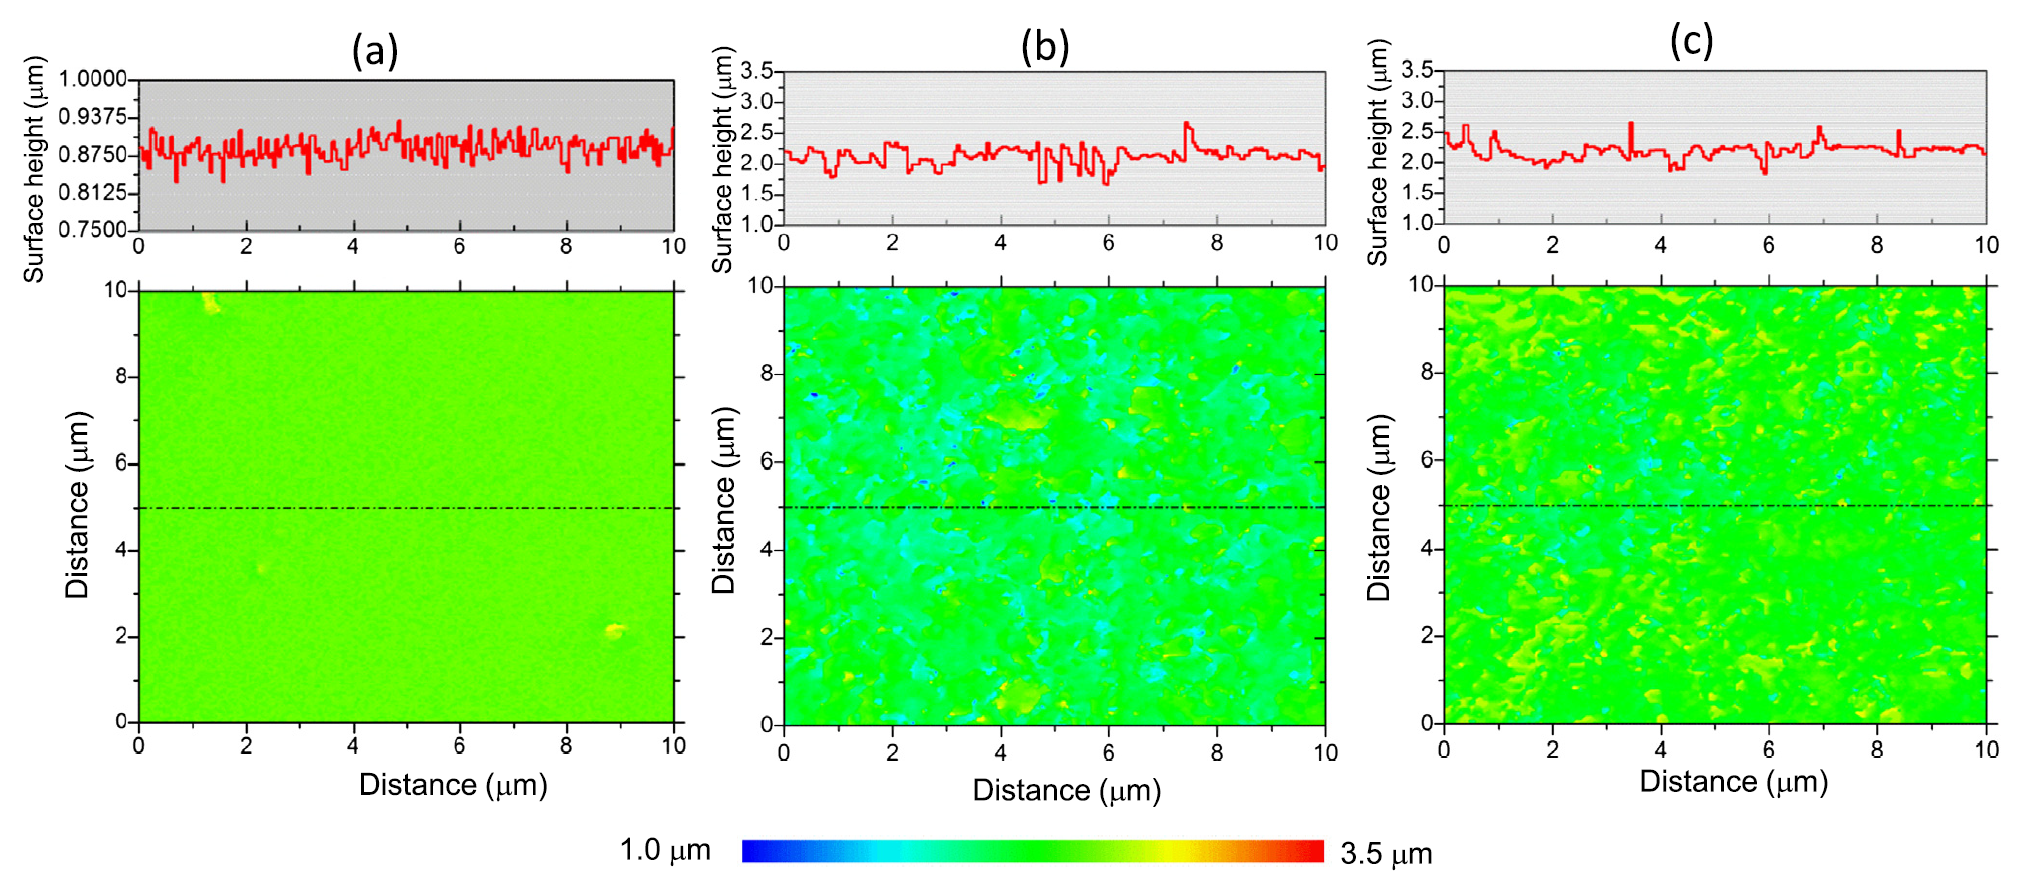 (a)
(b)
(c)
Surface height (μm)
1.0000
0.9375
0.8750
0.8125
0.7500
0 2 4 6 8 10
Surface height (μm)
3.5
3.0
2.5
2.0
1.5
1.0
0 2 4 6 8 10
Surface height (μm)
3.5
3.0
2.5
2.0
1.5
1.0
0 2 4 6 8 10
Distance (μm)
10
8
6
4
2
0
0 2 4 6 8 10
Distance (μm)
Distance (μm)
10
8
6
4
2
0
0 2 4 6 8 10
Distance (μm)
Distance (μm)
10
8
6
4
2
0
0 2 4 6 8 10
Distance (μm)
1.0 μm
3.5 μm